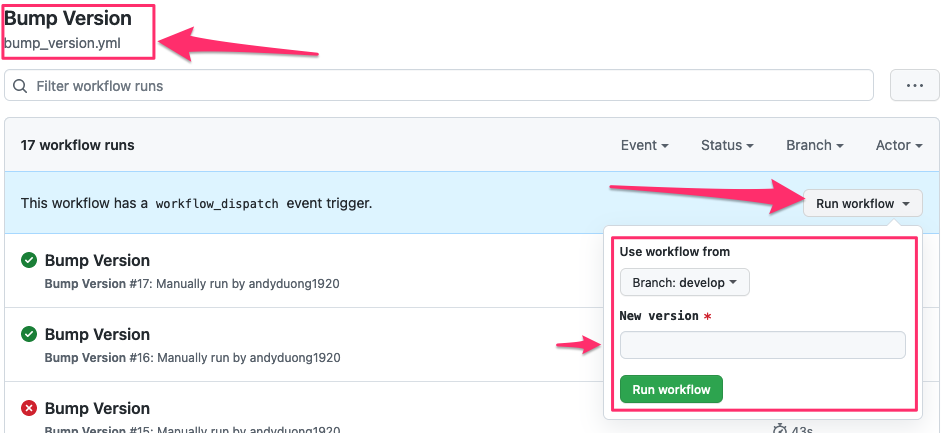 Bump Version
bump_version.yml
Filter workflow runs
17 workflow runs Event Status Branch Actor
This workflow has a workflow_dispatch event trigger. Run workflow
Use workflow from
Bump Version
Bump Version #17: Manually run by andyduong1920
Branch: develop
New version *
Bump Version
Bump Version #16: Manually run by andyduong1920
Run workflow
Bump Version
Bump Version #15: Manually run by andyduong1920 43s